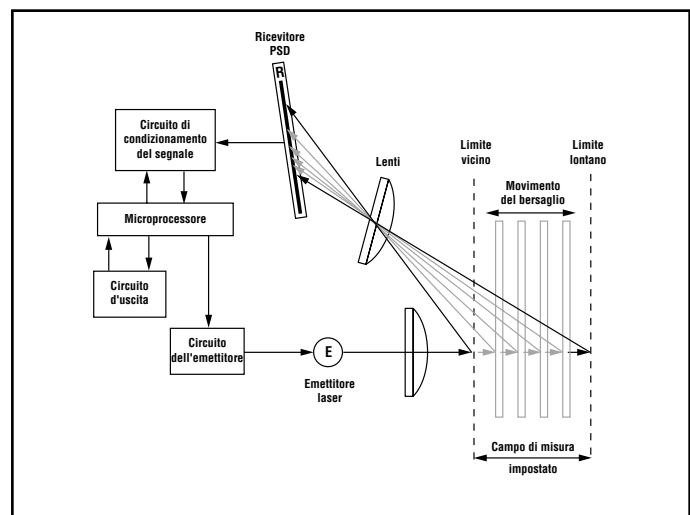 Ricevitore
PSD
R
Circuito di
condizionamento
del segnale
Limite
vicino
Limite
lontano
Lenti
Movimento
del bersaglio
Microprocessore
Circuito
d'uscita
Circuito
dell'emettitore
E
Emettitore
laser
Campo di misura
impostato